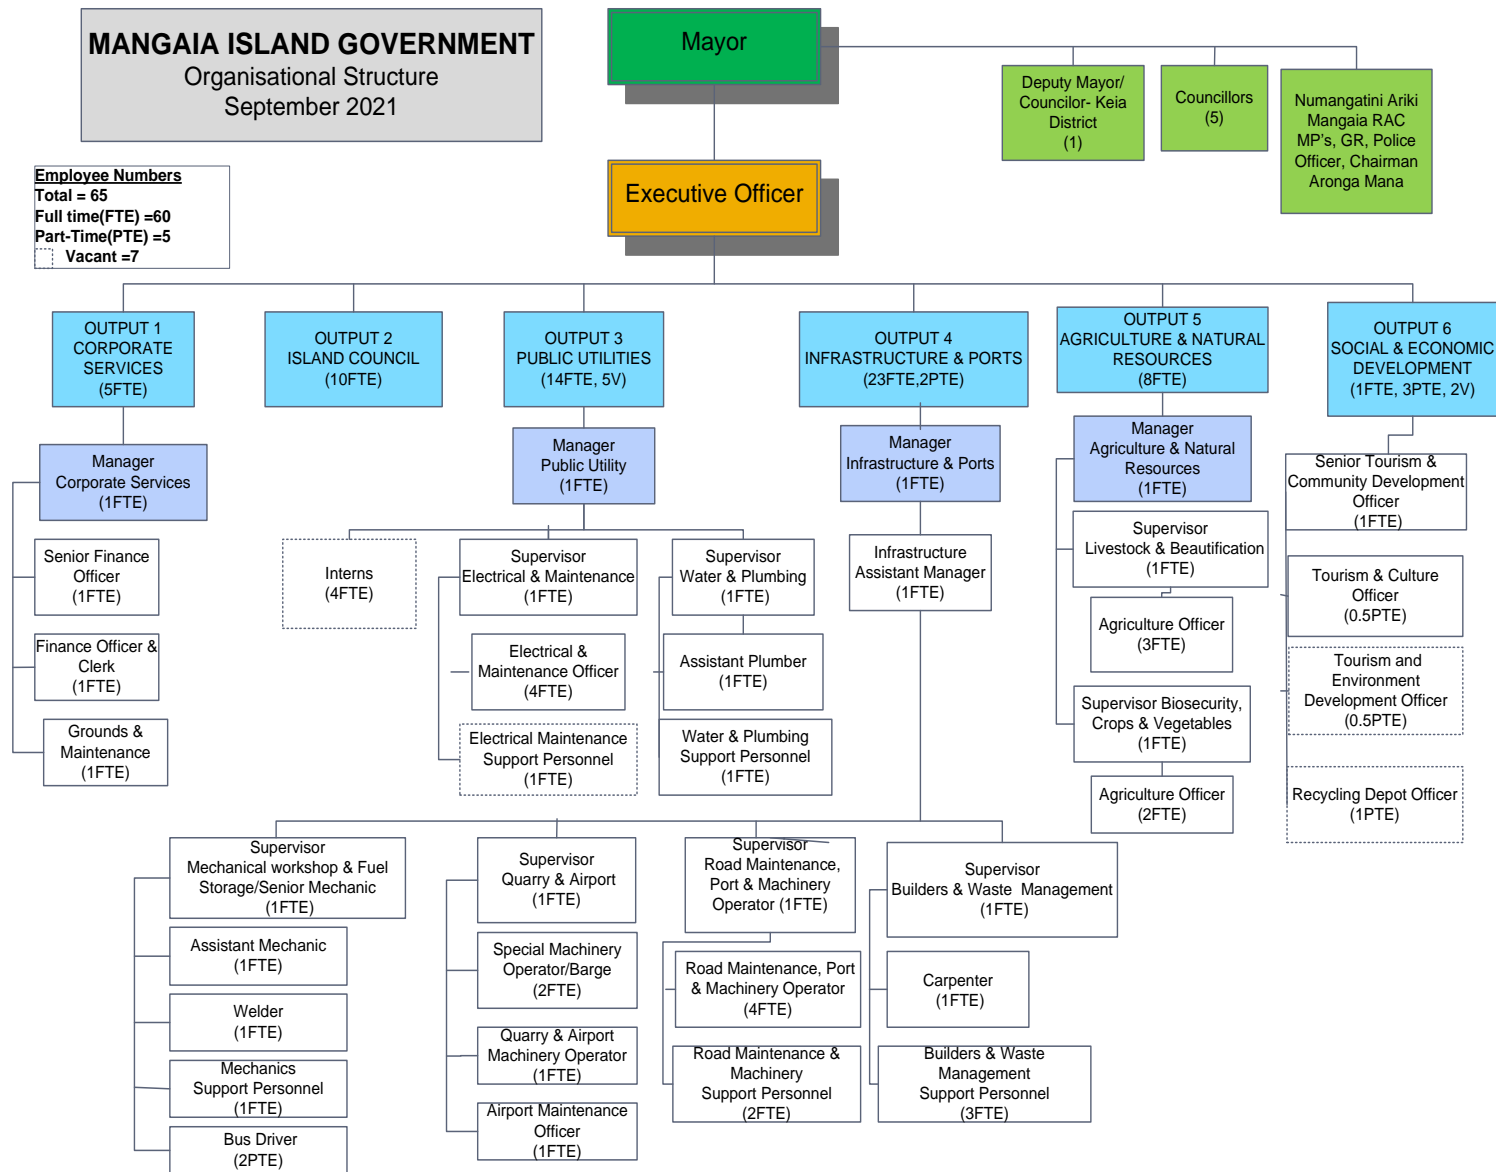 MANGAIA ISLAND GOVERNMENT
Organisational Structure
September 2021
Mayor
Deputy Mayor/
Councilor- Keia
District
(1)
Councillors
(5)
Numangatini Ariki
Mangaia RAC
MP's, GR, Police
Officer, Chairman
Aronga Mana
Employee Numbers
Total = 65
Full time(FTE) =60
Part-Time(PTE) =5
Vacant =7
Executive Officer
OUTPUT 1
CORPORATE
SERVICES
(5FTE)
OUTPUT 2
ISLAND COUNCIL
(10FTE)
OUTPUT 3
PUBLIC UTILITIES
(14FTE, 5V)
OUTPUT 4
INFRASTRUCTURE & PORTS
(23FTE,2PTE)
OUTPUT 5
AGRICULTURE & NATURAL
RESOURCES
(8FTE)
OUTPUT 6
SOCIAL & ECONOMIC
DEVELOPMENT
(1FTE, 3PTE, 2V)
Manager
Corporate Services
(1FTE)
Senior Finance
Officer
(1FTE)
Finance Officer &
Clerk
(1FTE)
Grounds &
Maintenance
(1FTE)
Manager
Public Utility
(1FTE)
Interns
(4FTE)
Supervisor
Electrical & Maintenance
(1FTE)
Electrical &
Maintenance Officer
(4FTE)
Electrical Maintenance
Support Personnel
(1FTE)
Supervisor
Water & Plumbing
(1FTE)
Assistant Plumber
(1FTE)
Water & Plumbing
Support Personnel
(1FTE)
Manager
Infrastructure & Ports
(1FTE)
Infrastructure
Assistant Manager
(1FTE)
Manager
Agriculture & Natural
Resources
(1FTE)
Supervisor
Livestock & Beautification
(1FTE)
Agriculture Officer
(3FTE)
Supervisor Biosecurity,
Crops & Vegetables
(1FTE)
Agriculture Officer
(2FTE)
Senior Tourism &
Community Development
Officer
(1FTE)
Tourism & Culture
Officer
(0.5PTE)
Tourism and
Environment
Development Officer
(0.5PTE)
Recycling Depot Officer
(1PTE)
Supervisor
Mechanical workshop & Fuel
Storage/Senior Mechanic
(1FTE)
Assistant Mechanic
(1FTE)
Welder
(1FTE)
Mechanics
Support Personnel
(1FTE)
Bus Driver
(2PTE)
Supervisor
Quarry & Airport
(1FTE)
Special Machinery
Operator/Barge
(2FTE)
Quarry & Airport
Machinery Operator
(1FTE)
Airport Maintenance
Officer
(1FTE)
Supervisor
Road Maintenance,
Port & Machinery
Operator (1FTE)
Road Maintenance, Port
& Machinery Operator
(4FTE)
Road Maintenance &
Machinery
Support Personnel
(2FTE)
Supervisor
Builders & Waste Management
(1FTE)
Carpenter
(1FTE)
Builders & Waste
Management
Support Personnel
(3FTE)